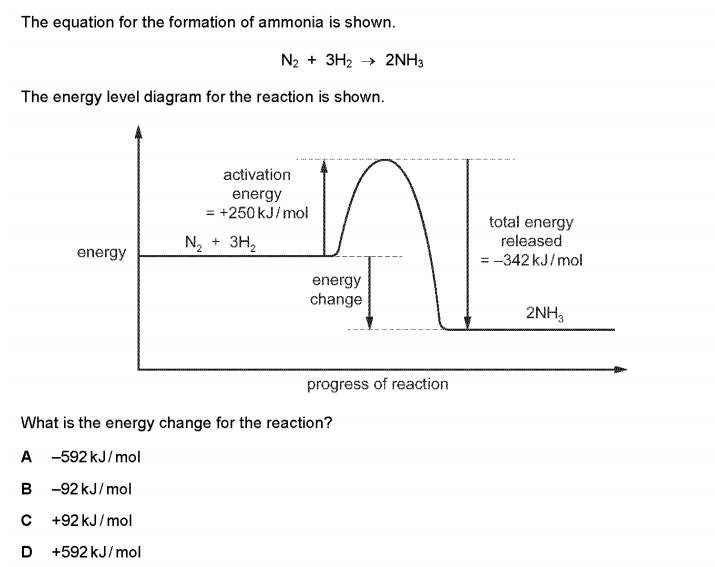 The equation for the formation of ammonia is shown.
N₂ + 3H₂ → 2NH₃
The energy level diagram for the reaction is shown.
activation
energy
= +250 kJ/mol
N₂ + 3H₂
energy
energy
change
total energy
released
= –342 kJ/mol
2NH₃
progress of reaction
What is the energy change for the reaction?
A –592 kJ/mol
B –92 kJ/mol
C +92 kJ/mol
D +592 kJ/mol